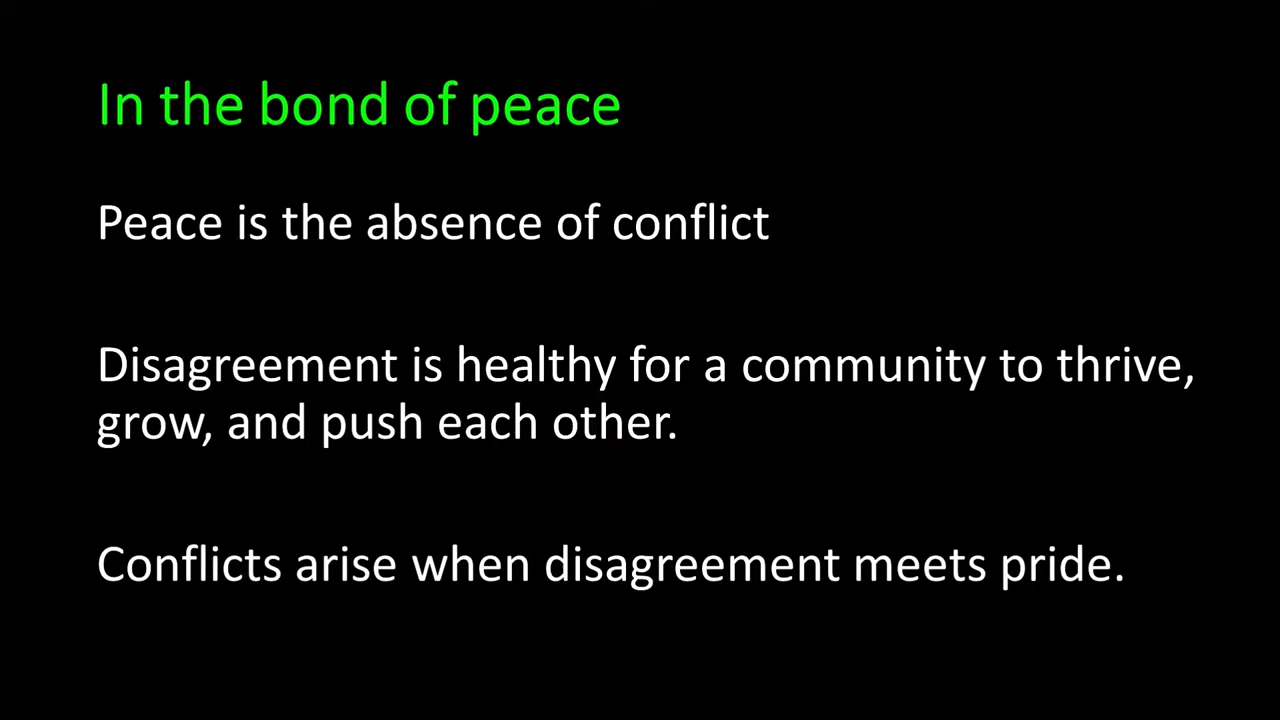 In the bond of peace
Peace is the absence of conflict
Disagreement is healthy for a community to thrive,
grow, and push each other.
Conflicts arise when disagreement meets pride.